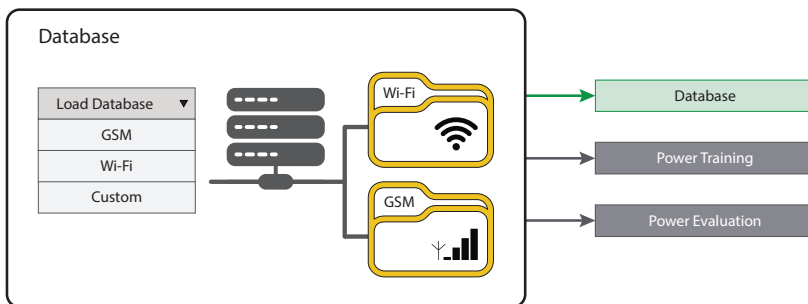 Database
Load Database
GSM
Wi-Fi
Custom
Wi-Fi
GSM
Database
Power Training
Power Evaluation